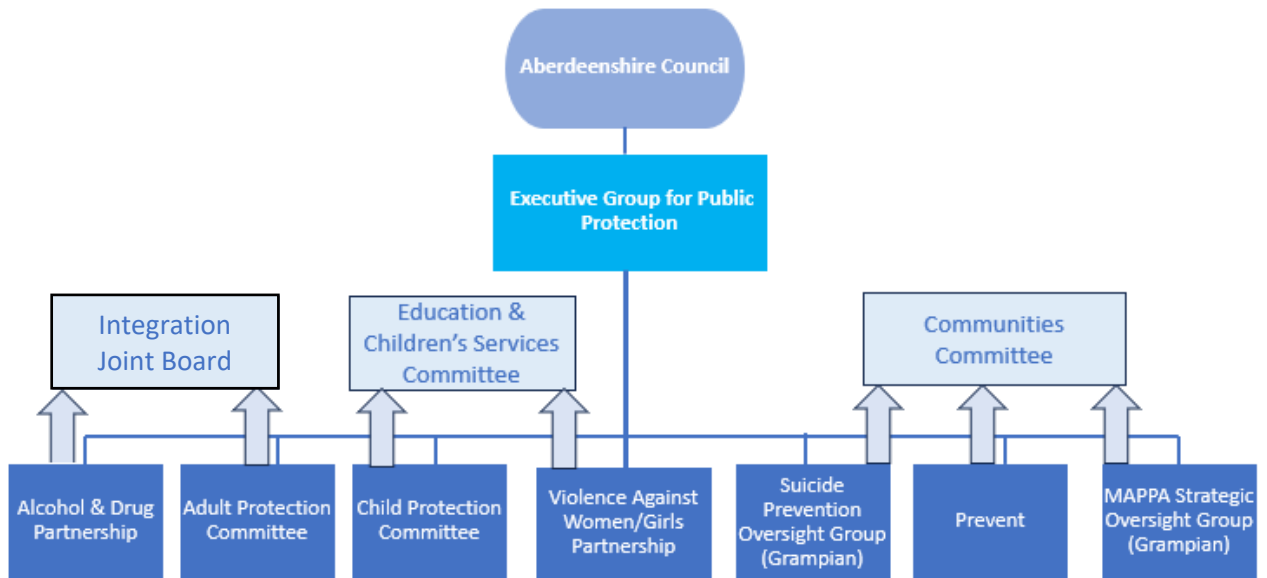 Aberdeenshire Council
Executive Group for Public
Protection
Integration
Joint Board
Education &
Children's Services
Committee
Communities
Committee
Alcohol & Drug
Partnership
Adult Protection
Committee
Child Protection
Committee
Violence Against
Women/Girls
Partnership
Suicide
Prevention
Oversight Group
(Grampian)
Prevent
MAPPA Strategic
Oversight Group
(Grampian)